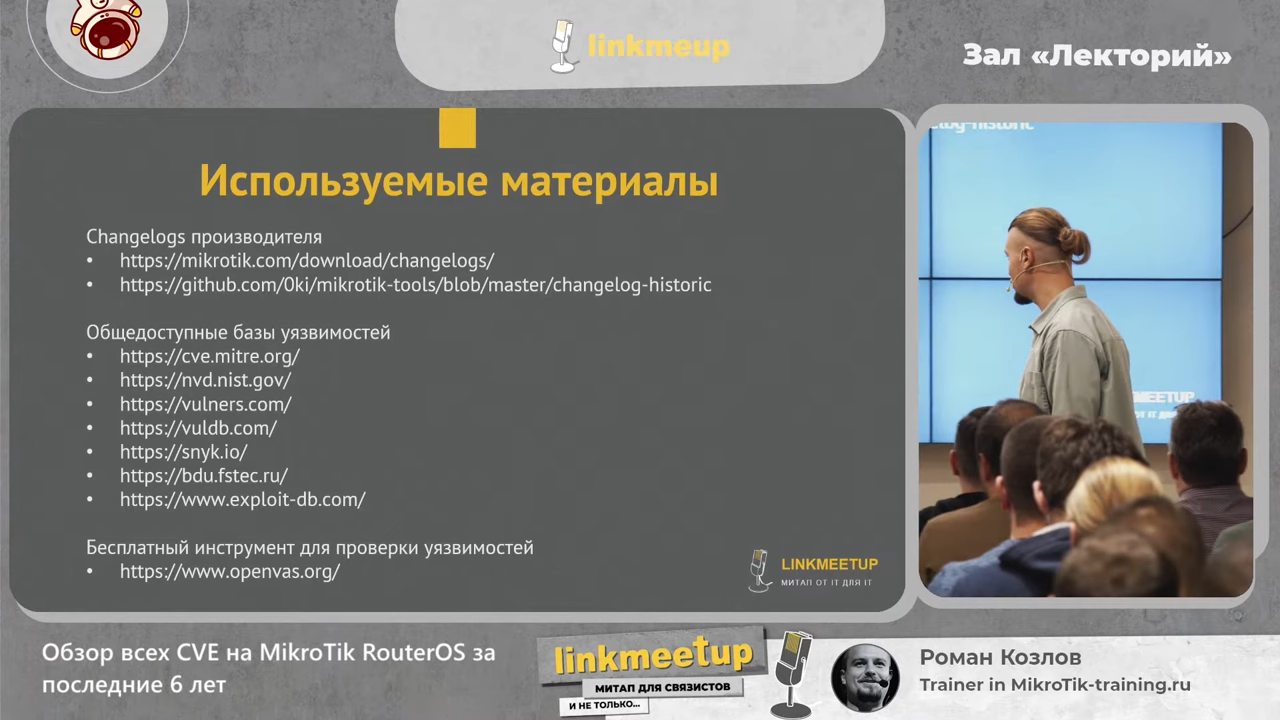 linkmeup
Зал «Лекторий»
Используемые материалы
Changelogs производителя
• https://mikrotik.com/download/changelogs/
• https://github.com/0ki/mikrotik-tools/blob/master/changelog-historic
Общедоступные базы уязвимостей
• https://cve.mitre.org/
• https://nvd.nist.gov/
• https://vulners.com/
• https://vuldb.com/
• https://snyk.io/
• https://bdu.fstec.ru/
• https://www.exploit-db.com/
Бесплатный инструмент для проверки уязвимостей
• https://www.openvas.org/
LINKMEETUP
МИТАП ОТ IT ДЛЯ IT
Обзор всех CVE на MikroTik RouterOS за
последние 6 лет
linkmeetup
МИТАП ДЛЯ СВЯЗИСТОВ
И НЕ ТОЛЬКО...
Роман Козлов
Trainer in MikroTik-training.ru